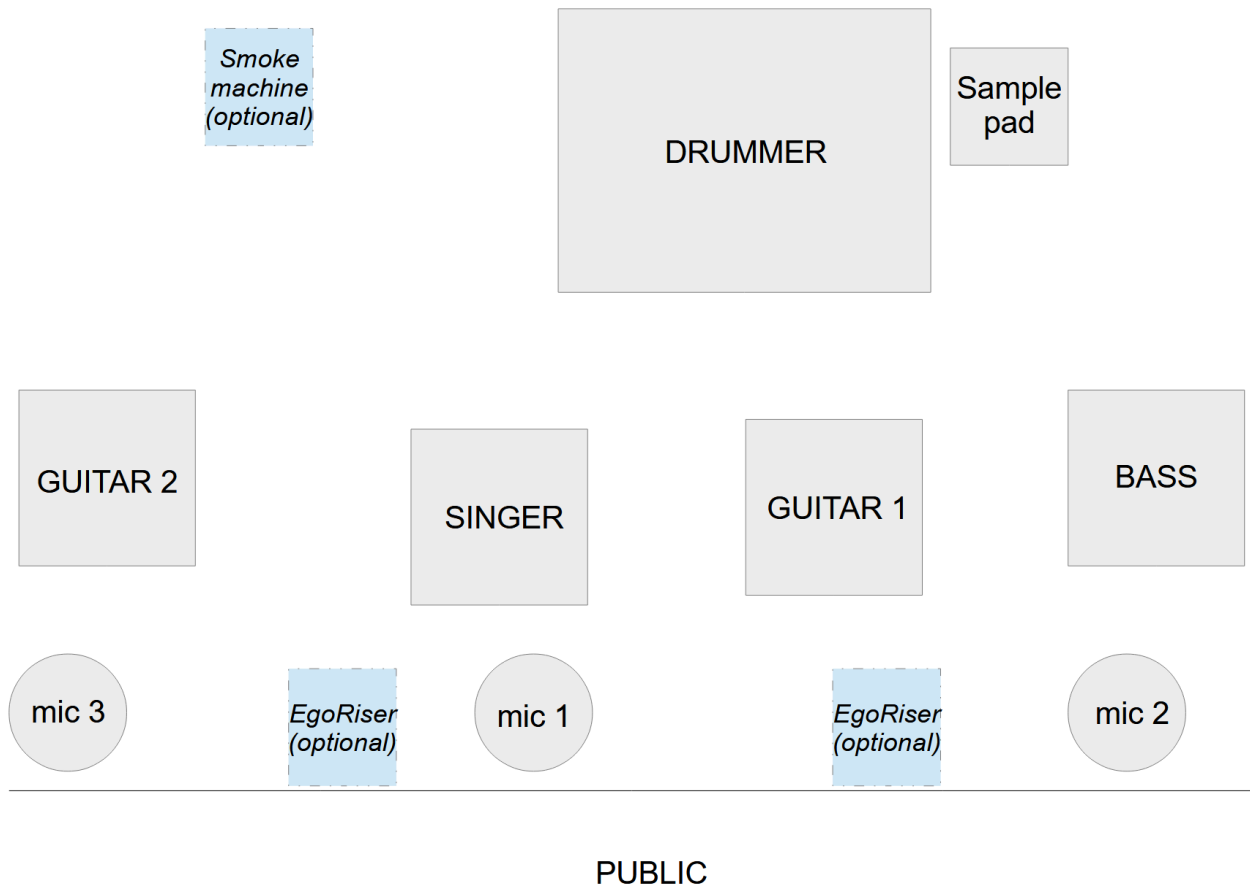 Smoke
machine
(optional)
DRUMMER
Sample
pad
GUITAR 2
SINGER
GUITAR 1
BASS
mic 3
EgoRiser
(optional)
mic 1
EgoRiser
(optional)
mic 2
PUBLIC